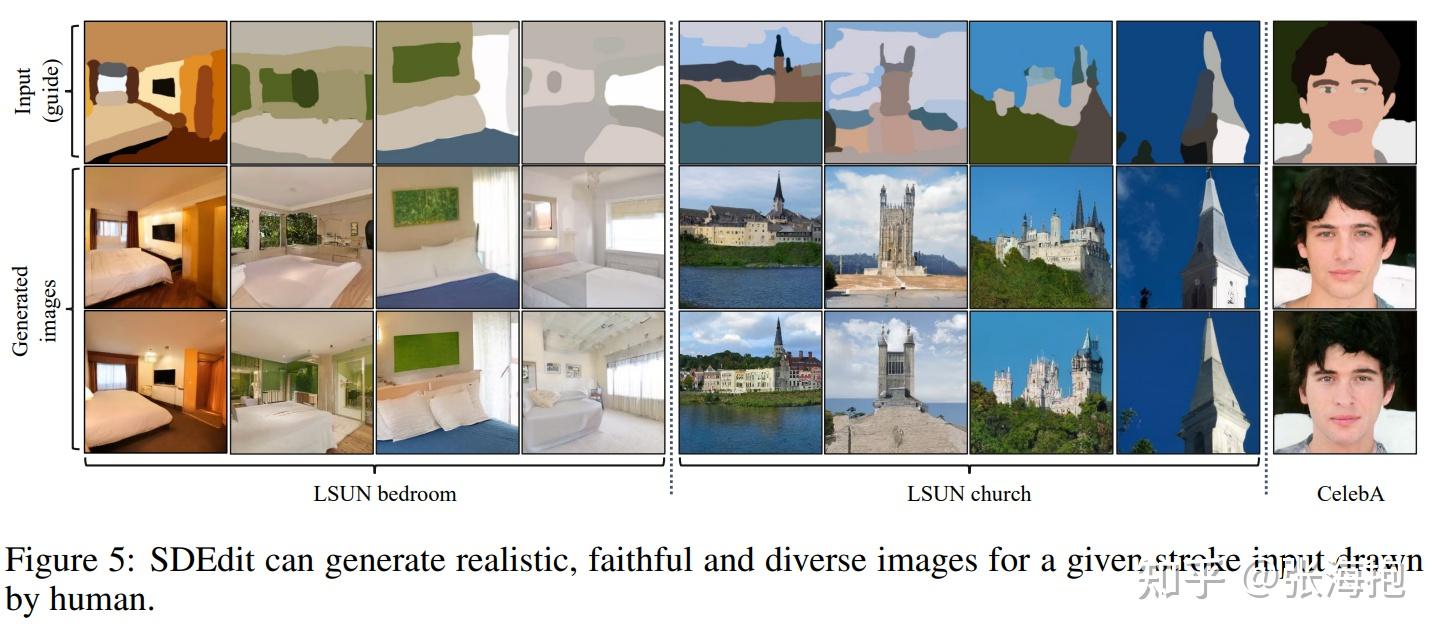 Input
(guide)
Generated
images
LSUN bedroom
LSUN church
CelebA
Figure 5: SDEdit can generate realistic, faithful and diverse images for a given stroke input drawn
by human.
知乎 @张海抱